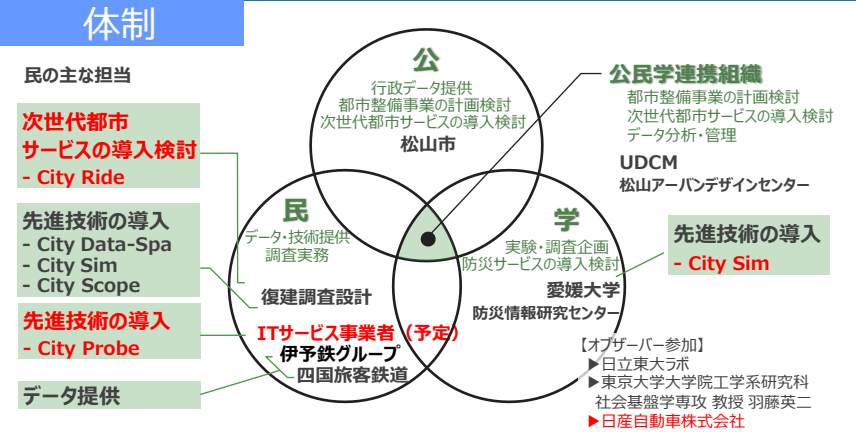 体制
民の主な担当
次世代都市
サービスの導入検討
- City Ride
先進技術の導入
- City Data-Spa
- City Sim
- City Scope
先進技術の導入
- City Probe
データ提供
公
行政データ提供
都市整備事業の計画検討
次世代都市サービスの導入検討
松山市
民
データ・技術提供
調査実務
復建調査設計
ITサービス事業者（予定）
伊予鉄グループ
四国旅客鉄道
学
実験・調査企画
防災サービスの導入検討
愛媛大学
防災情報研究センター
公民学連携組織
都市整備事業の計画検討
次世代都市サービスの導入検討
データ分析・管理
UDCM
松山アーバンデザインセンター
先進技術の導入
- City Sim
【オブザーバー参加】
▶日立東大ラボ
▶東京大学大学院工学系研究科
社会基盤学専攻 教授 羽藤英二
▶日産自動車株式会社